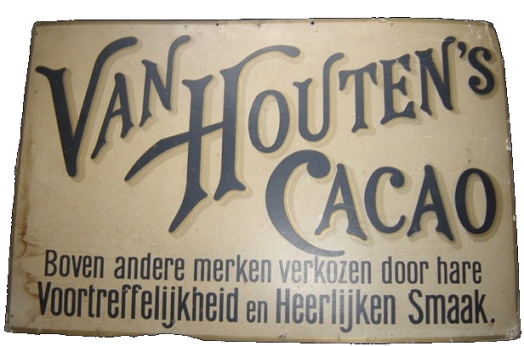 VAN HOUTEN'S
CACAO
Boven andere merken verkozen door hare
Voortreffelijkheid en Heerlijken Smaak.